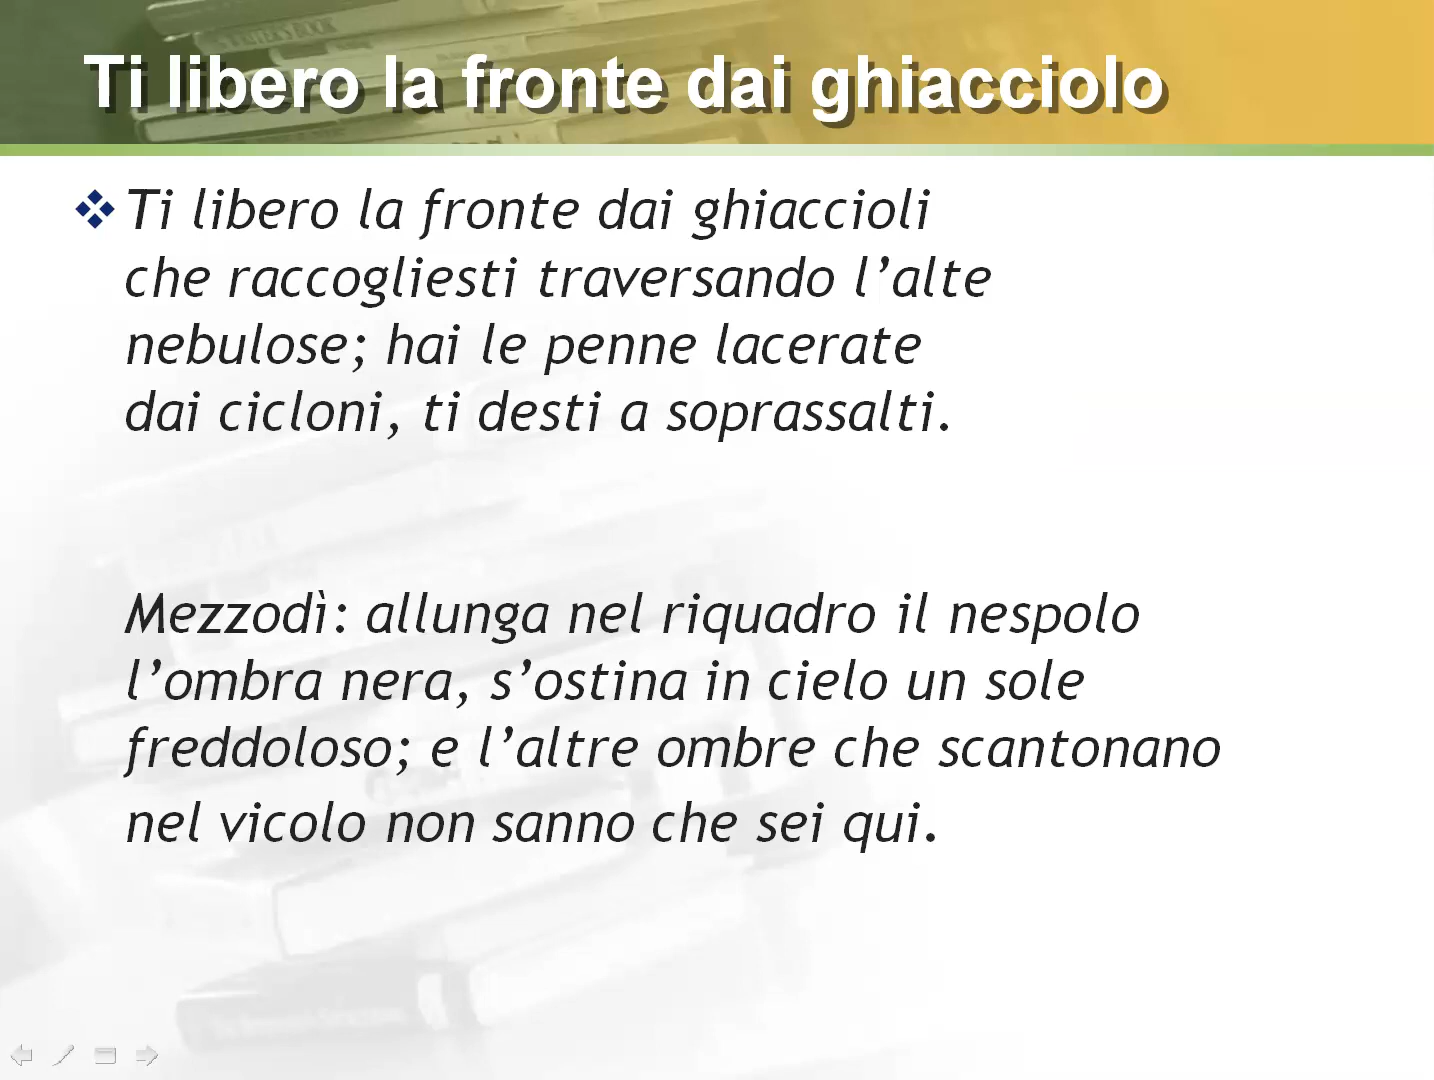 Ti libero la fronte dai ghiacciolo
Ti libero la fronte dai ghiaccioli
che raccogliesti traversando l’alte
nebulose; hai le penne lacerate
dai cicloni, ti desti a soprassalti.
Mezzodì: allunga nel riquadro il nespolo
l’ombra nera, s’ostina in cielo un sole
freddoloso; e l’altre ombre che scantonano
nel vicolo non sanno che sei qui.